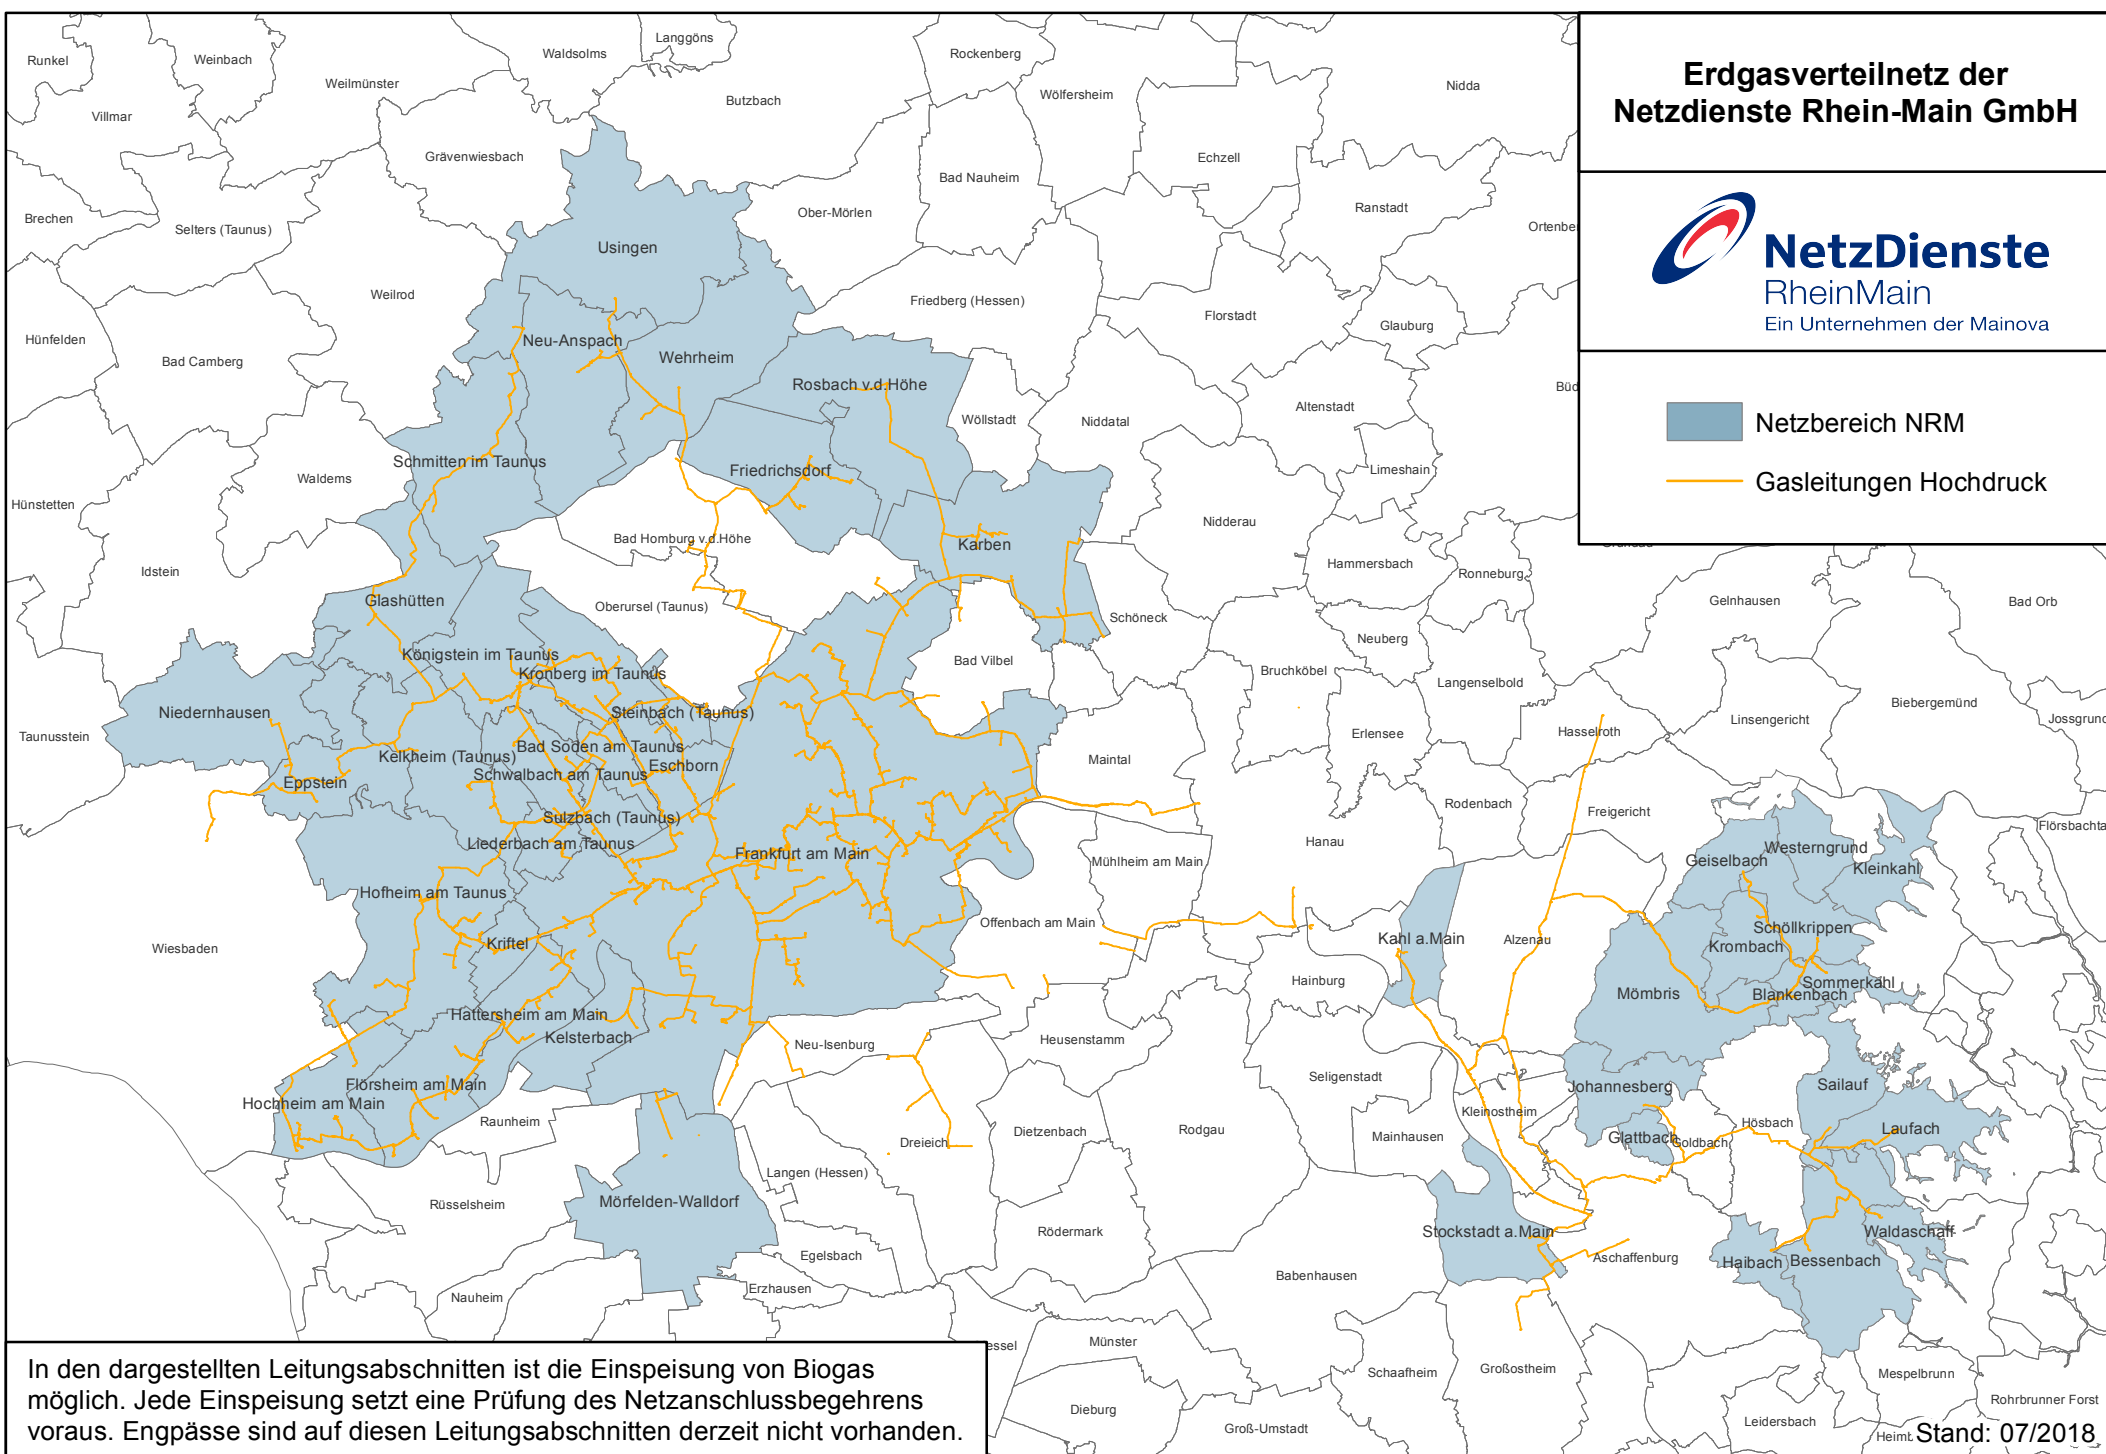 Erdgasverteilnetz der
Netzdienste Rhein-Main GmbH
NetzDienste
RheinMain
Ein Unternehmen der Mainova
Netzbereich NRM
Gasleitungen Hochdruck
Runkel
Weinbach
Waldsolms
Langgöns
Rockenberg
Weilmünster
Butzbach
Wölfersheim
Nidda
Villmar
Grävenwiesbach
Echzell
Bad Nauheim
Brechen
Selters (Taunus)
Ober-Mörlen
Ranstadt
Ortenbe
Usingen
Weilrod
Friedberg (Hessen)
Florstadt
Glauburg
Hünfelden
Bad Camberg
Neu-Anspach
Wehrheim
Rosbach v.d.Höhe
Büd
Wöllstadt
Niddatal
Altenstadt
Schmitten im Taunus
Friedrichsdorf
Limeshain
Waldems
Hünstetten
Nidderau
Bad Homburg v.d.Höhe
Karben
Idstein
Hammersbach
Ronneburg
Glashütten
Oberursel (Taunus)
Schöneck
Gelnhausen
Bad Orb
Neuberg
Königstein im Taunus
Kronberg im Taunus
Bad Vilbel
Bruchköbel
Langenselbold
Biebergemünd
Niedernhausen
Steinbach (Taunus)
Linsengericht
Jossgrund
Taunusstein
Hasselroth
Erlensee
Kelkheim (Taunus)
Bad Soden am Taunus
Eschborn
Maintal
Eppstein
Schwalbach am Taunus
Rodenbach
Freigericht
Sulzbach (Taunus)
Flörsbachta
Liederbach am Taunus
Frankfurt am Main
Mühlheim am Main
Hanau
Westerngrund
Geiselbach
Kleinkahl
Hofheim am Taunus
Offenbach am Main
Schöllkrippen
Wiesbaden
Kriftel
Kahl a.Main
Alzenau
Krombach
Hainburg
Sommerkahl
Mömbris
Blankenbach
Hattersheim am Main
Kelsterbach
Neu-Isenburg
Heusenstamm
Seligenstadt
Flörsheim am Main
Johannesberg
Sailauf
Hochheim am Main
Raunheim
Kleinostheim
Hösbach
Laufach
Dietzenbach
Rodgau
Mainhausen
Glattbach
Goldbach
Dreieich
Langen (Hessen)
Mörfelden-Walldorf
Rüsselsheim
Rödermark
Stockstadt a.Main
Waldaschaff
Egelsbach
Aschaffenburg
Haibach
Bessenbach
Babenhausen
Erzhausen
Nauheim
essel
Münster
Schaafheim
Großostheim
Mespelbrunn
Rohrbrunner Forst
Dieburg
Groß-Umstadt
Leidersbach
Heimb
In den dargestellten Leitungsabschnitten ist die Einspeisung von Biogas
möglich. Jede Einspeisung setzt eine Prüfung des Netzanschlussbegehrens
voraus. Engpässe sind auf diesen Leitungsabschnitten derzeit nicht vorhanden.
Stand: 07/2018